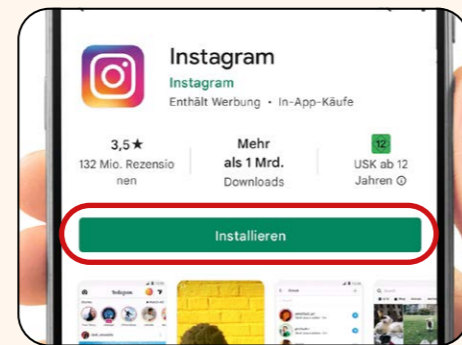 Instagram
Instagram
Enthält Werbung • In-App-Käufe
3,5★
132 Mio. Rezensio
nen
Mehr
als 1 Mrd.
Downloads
12
USK ab 12
Jahren
Installieren
Instagram